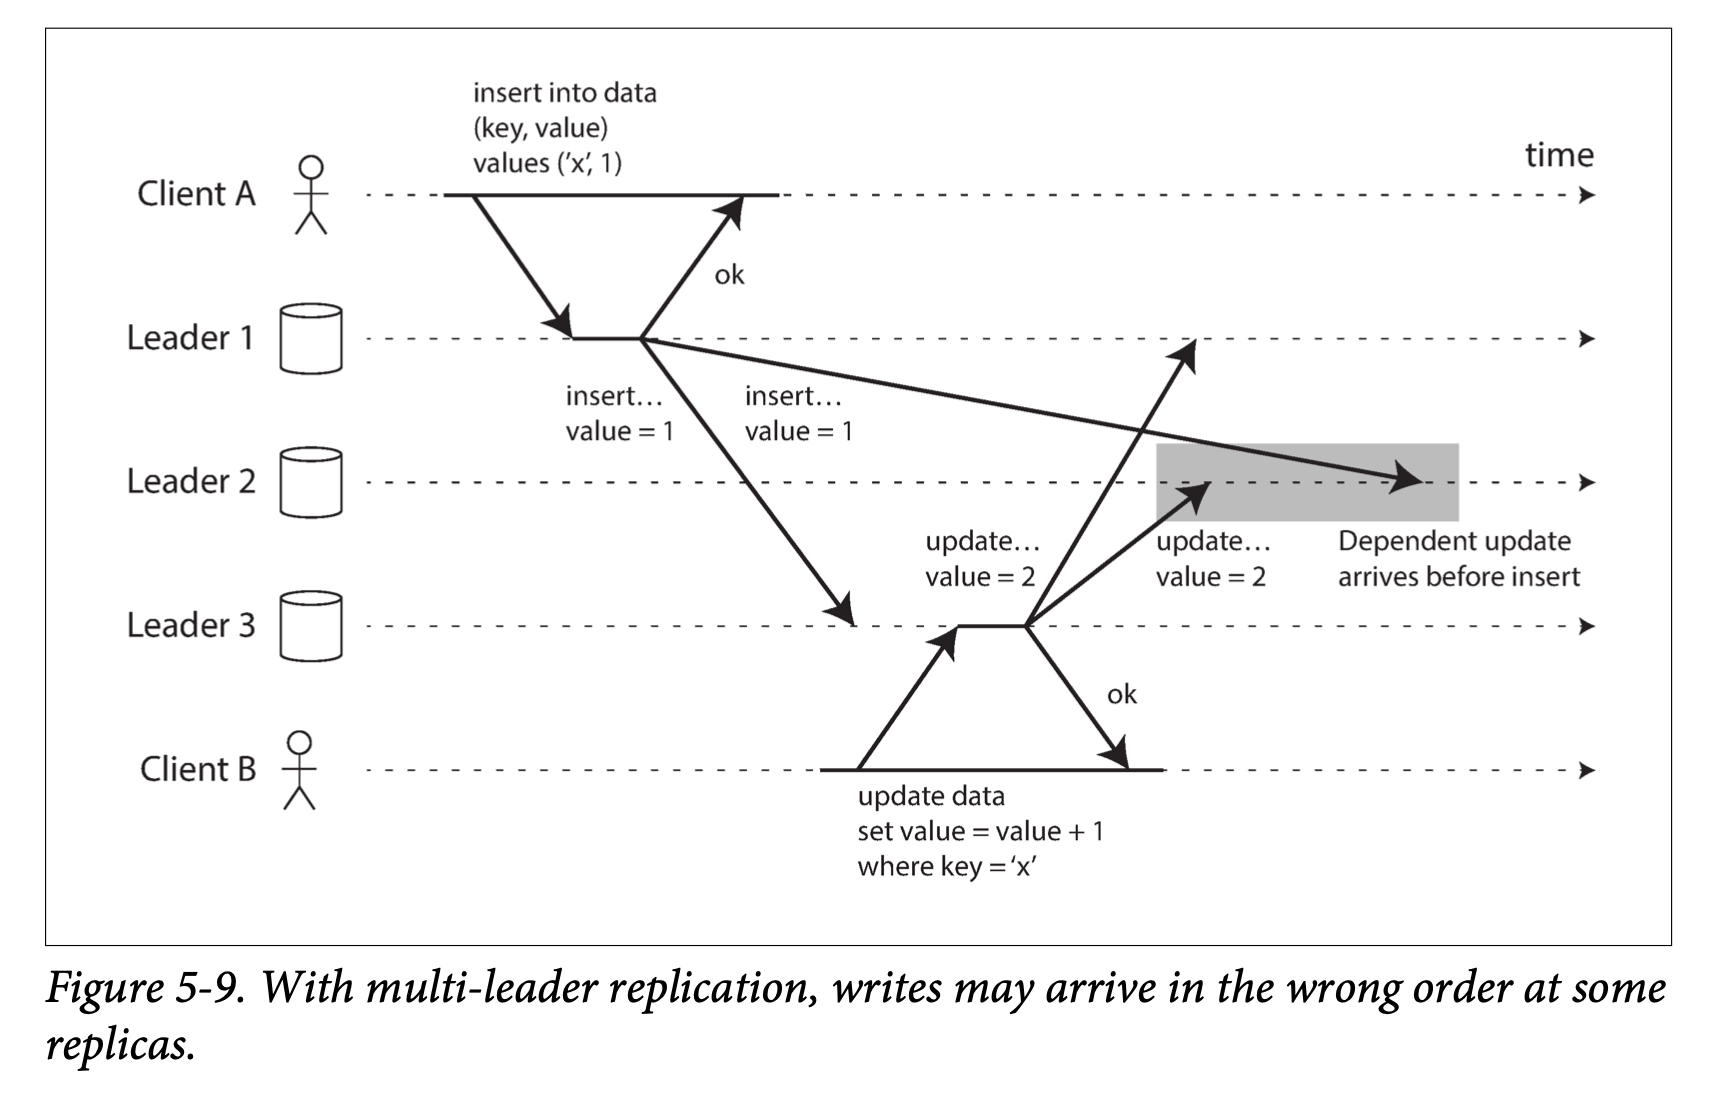 insert into data
(key, value)
values (’x’, 1)
time
Client A
ok
Leader 1
insert…
value = 1
insert…
value = 1
Leader 2
update…
value = 2
update…
value = 2
Dependent update
arrives before insert
Leader 3
ok
Client B
update data
set value = value + 1
where key = ‘x’
Figure 5-9. With multi-leader replication, writes may arrive in the wrong order at some
replicas.